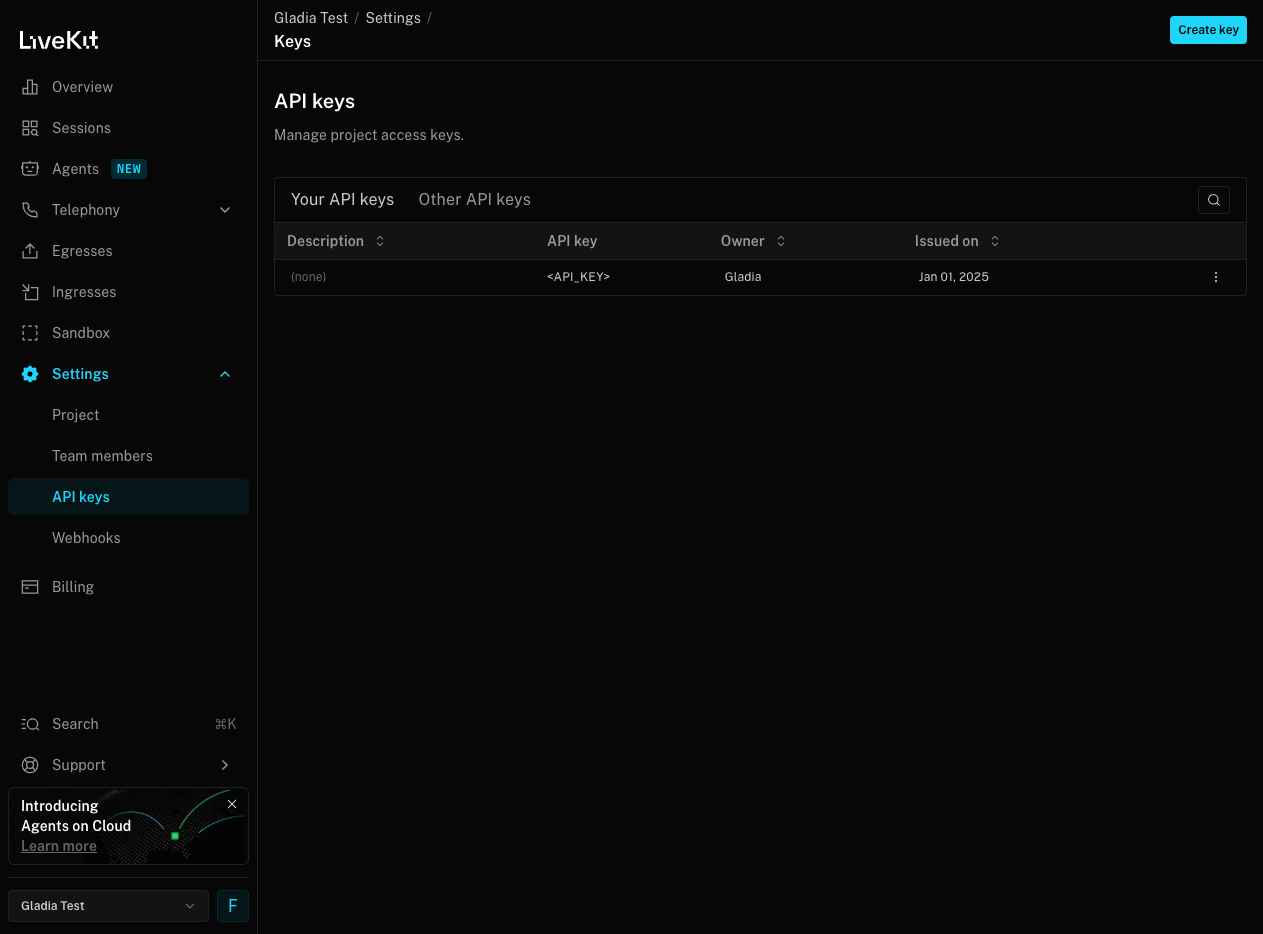 LiveKit
Overview
Sessions
Agents NEW
Telephony
Egresses
Ingresses
Sandbox
Settings
Project
Team members
API keys
Webhooks
Billing
Search ⌘K
Support
Introducing
Agents on Cloud
Learn more
Gladia Test F
Gladia Test / Settings /
Keys
Create key
API keys
Manage project access keys.
Your API keys Other API keys
Description API key Owner Issued on
(none) <API_KEY> Gladia Jan 01, 2025